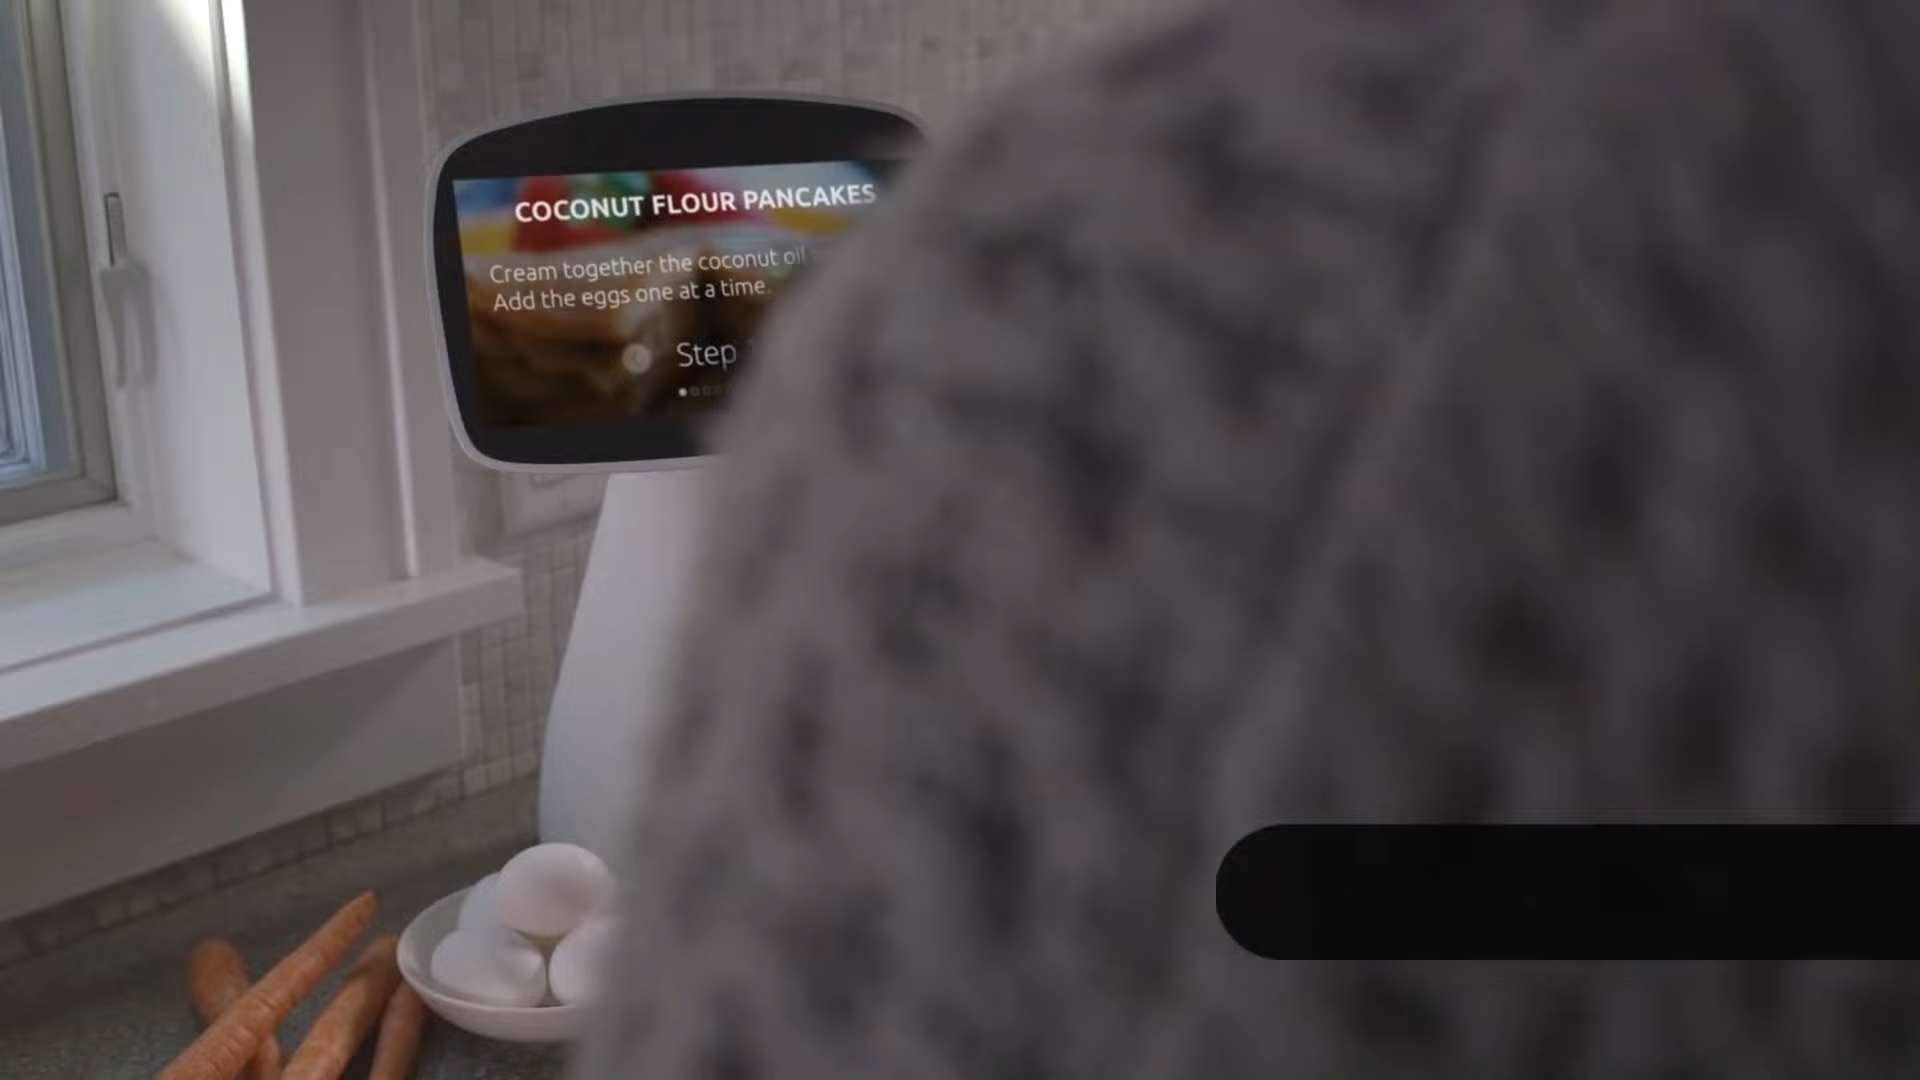 COCONUT FLOUR PANCAKES
Cream together the coconut oil
Add the eggs one at a time.
Step